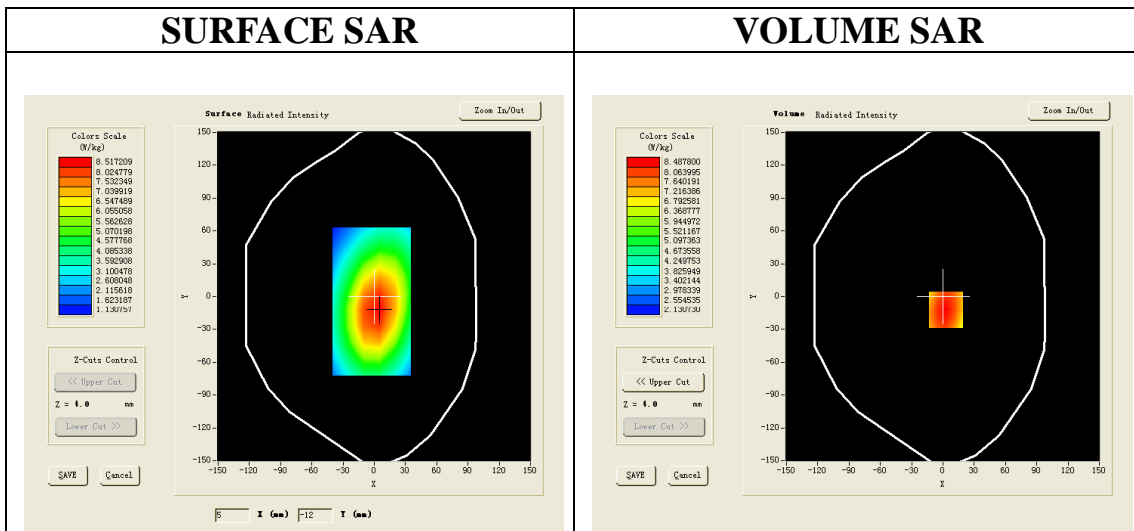 SURFACE SAR
VOLUME SAR
Surface Radiated Intensity
Zoom In/Out
Colors Scale
(W/kg)
8.517209
8.024779
7.532349
7.039919
6.547489
6.055058
5.562628
5.070198
4.577768
4.085338
3.592908
3.100478
2.608048
2.115618
1.623187
1.130757
150
120
90
60
30
0
-30
-60
-90
-120
-150
Y
-150 -120 -90 -60 -30 0 30 60 90 120 150
X
Z-Cuts Control
<< Upper Cut
Z = 4.0 mm
Lower Cut >>
SAVE Cancel
5 X (mm) -12 Y (mm)
Volume Radiated Intensity
Zoom In/Out
Colors Scale
(W/kg)
8.487800
8.063995
7.640191
7.216386
6.792581
6.368777
5.944972
5.521167
5.097363
4.673558
4.249753
3.825949
3.402144
2.978339
2.554535
2.130730
150
120
90
60
30
0
-30
-60
-90
-120
-150
Y
-150 -120 -90 -60 -30 0 30 60 90 120 150
X
Z-Cuts Control
<< Upper Cut
Z = 4.0 mm
Lower Cut >>
SAVE Cancel